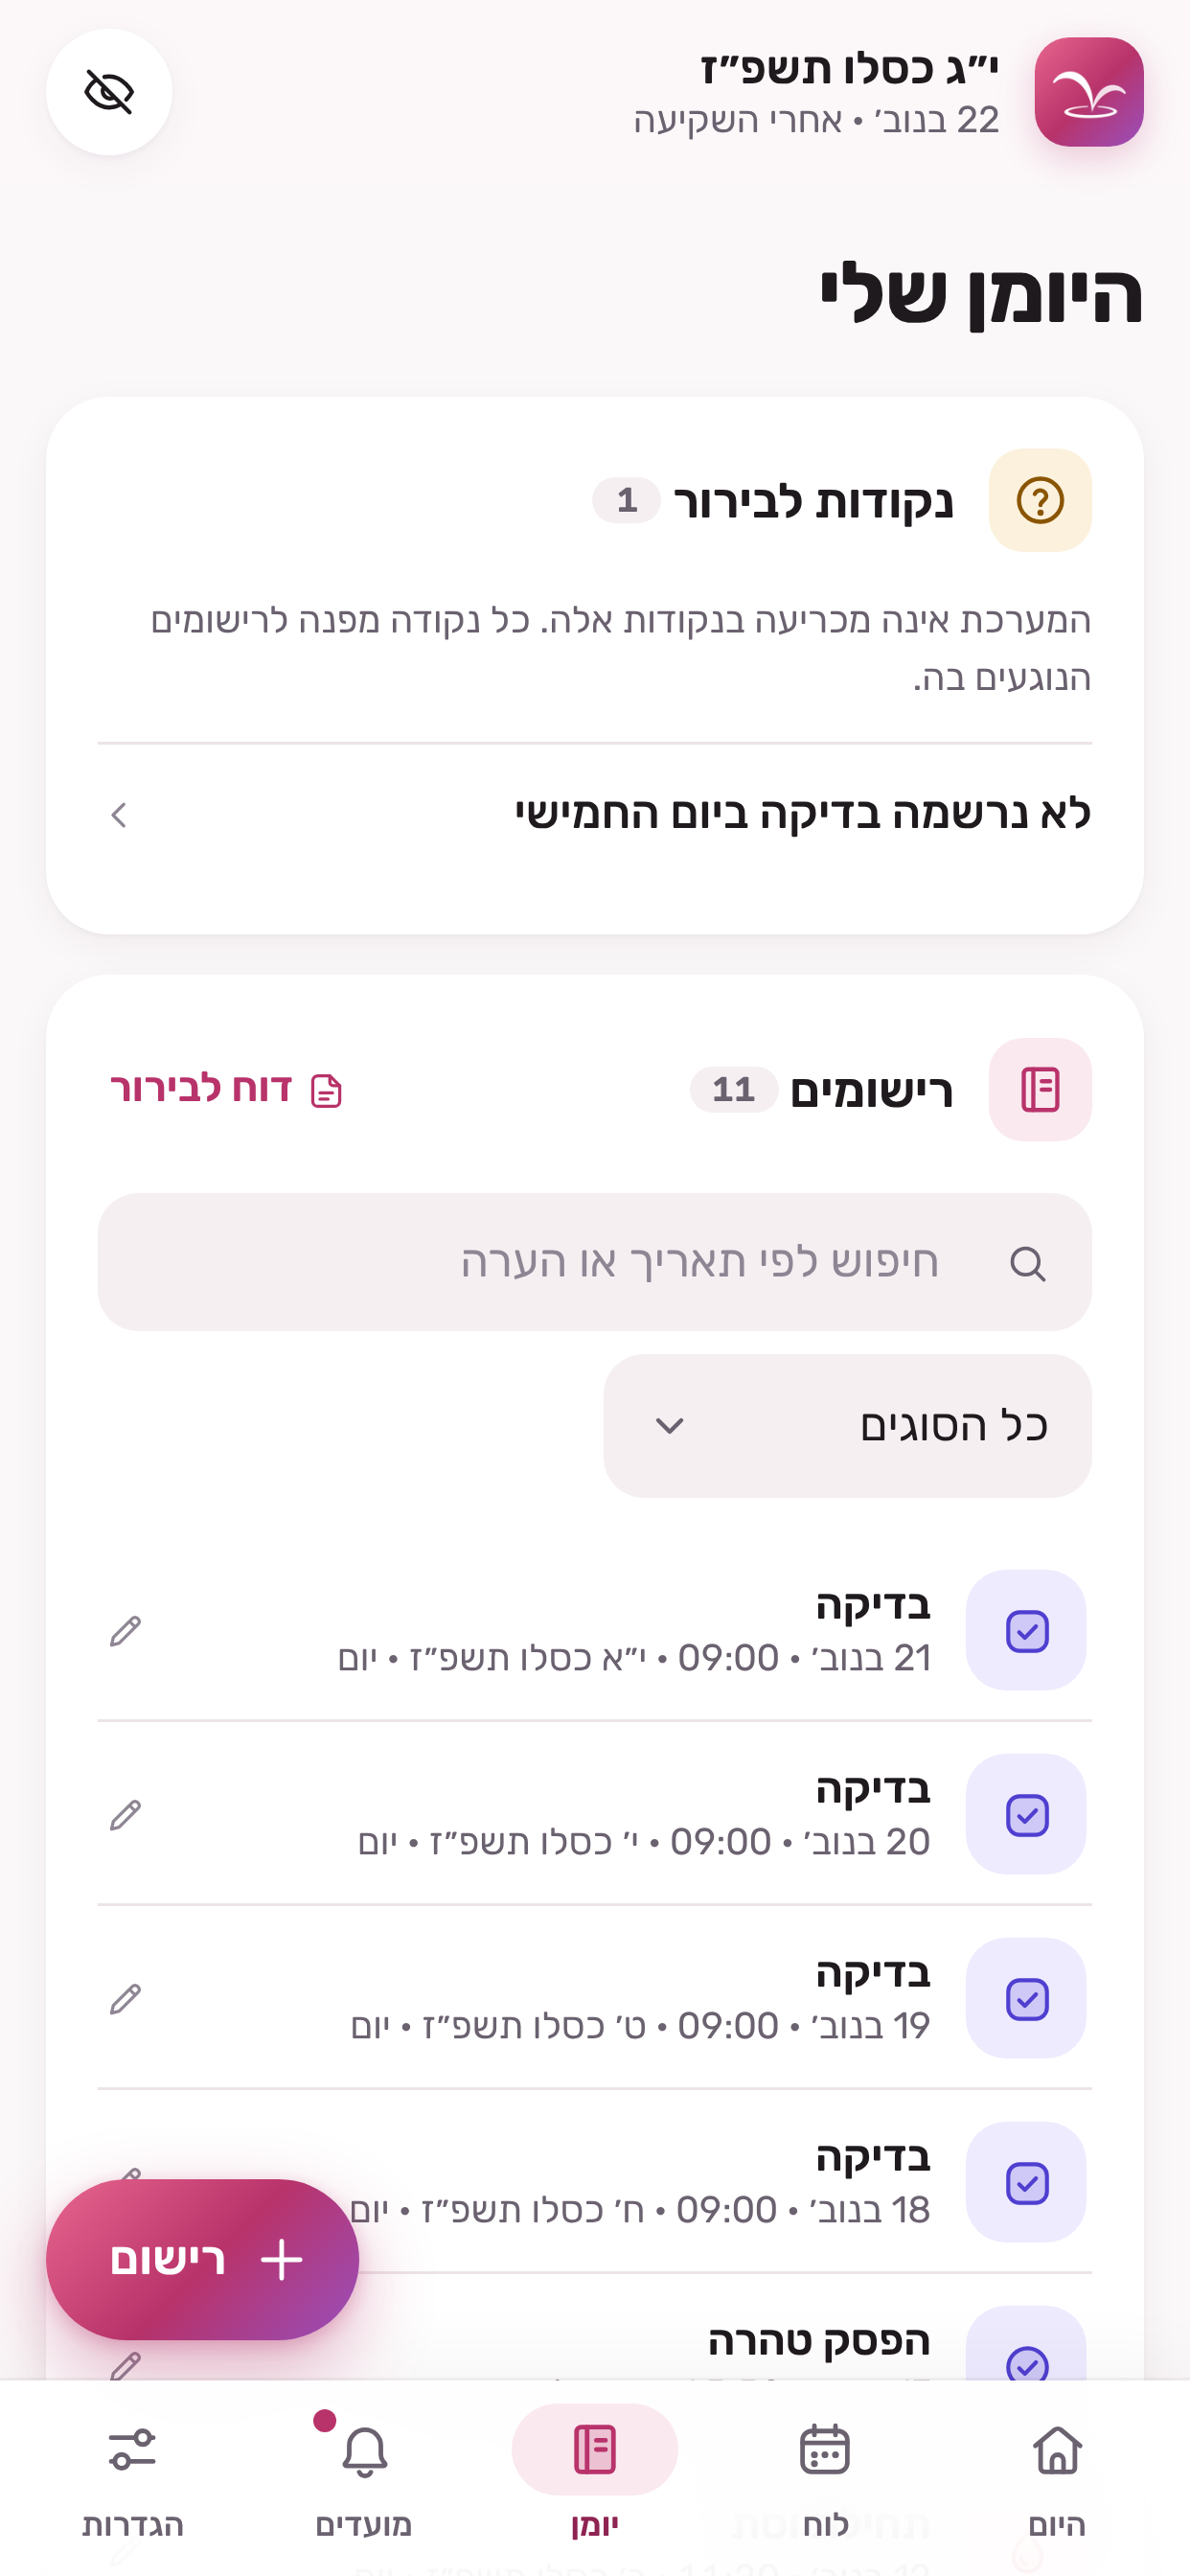 י״ג כסלו תשפ״ז
22 בנוב׳ • אחרי השקיעה
היומן שלי
נקודות לבירור 1
המערכת אינה מכריעה בנקודות אלה. כל נקודה מפנה לרישומים
הנוגעים בה.
לא נרשמה בדיקה ביום החמישי
רישומים 11
דוח לבירור
חיפוש לפי תאריך או הערה
כל הסוגים
בדיקה
21 בנוב׳ • 09:00 • י״א כסלו תשפ״ז • יום
בדיקה
20 בנוב׳ • 09:00 • י׳ כסלו תשפ״ז • יום
בדיקה
19 בנוב׳ • 09:00 • ט׳ כסלו תשפ״ז • יום
בדיקה
18 בנוב׳ • 09:00 • ח׳ כסלו תשפ״ז • יום
רישום
הפסק טהרה
היום
לוח
יומן
מועדים
הגדרות